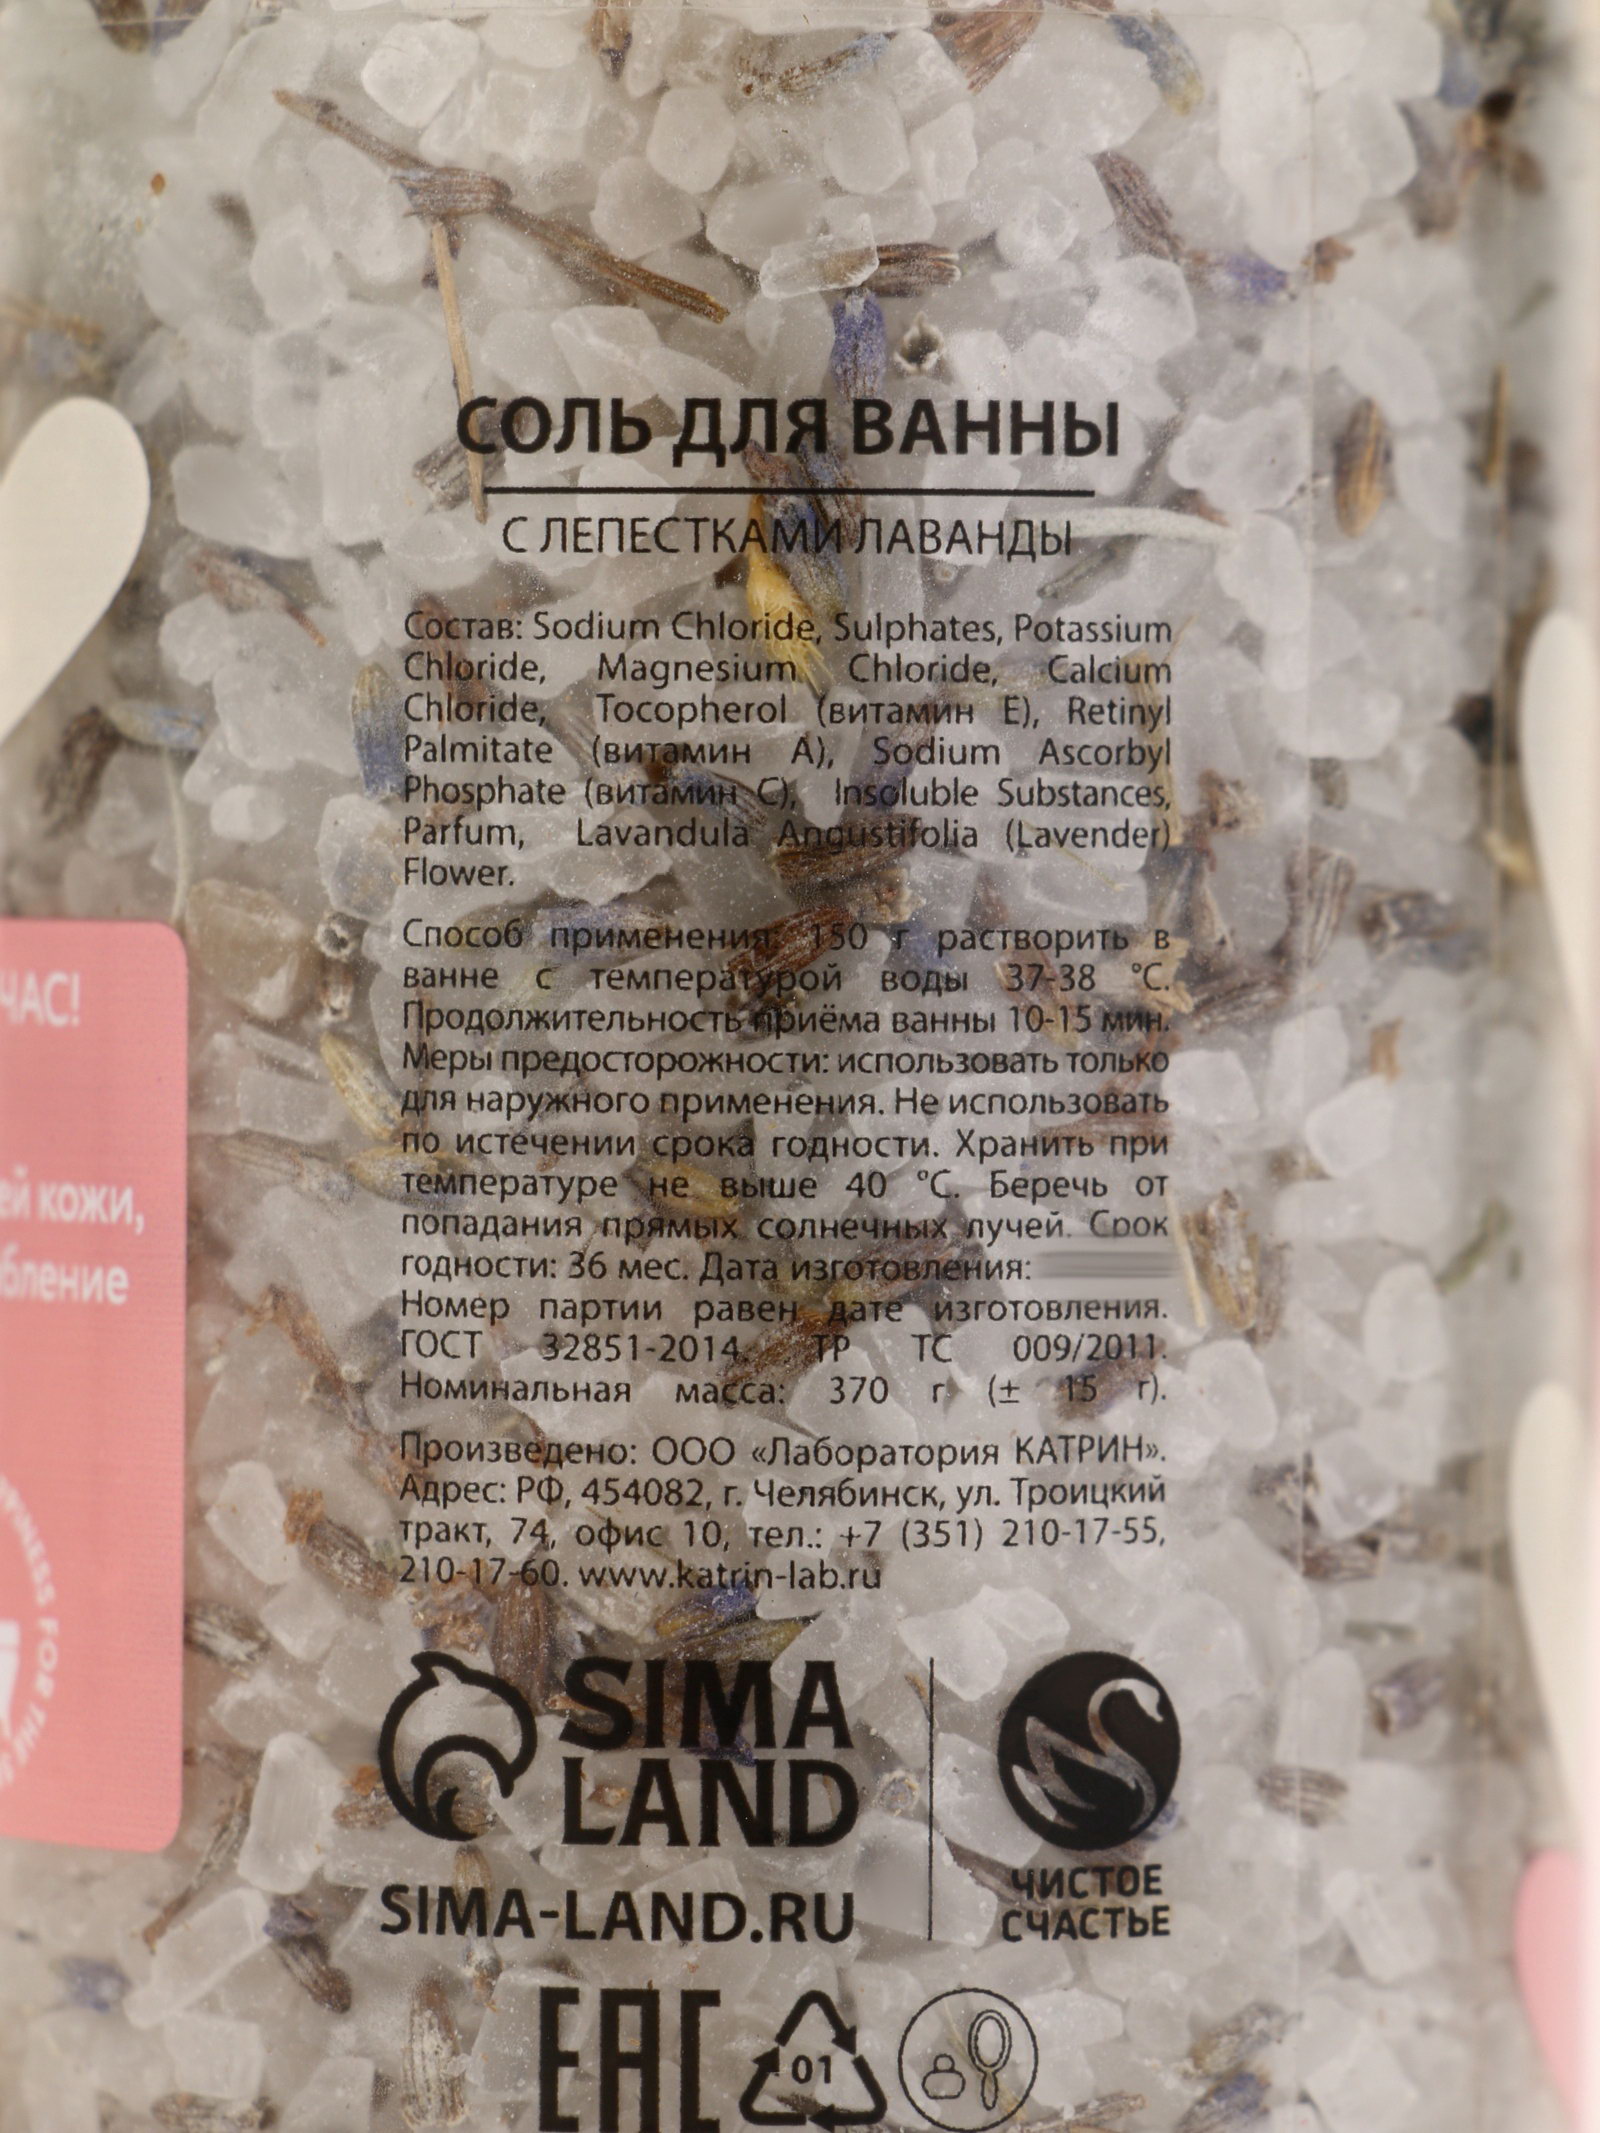 СОЛЬ ДЛЯ ВАННЫ
С ЛЕПЕСТКАМИ ЛАВАНДЫ
Состав: Sodium Chloride, Sulphates, Potassium
Chloride, Magnesium Chloride, Calcium
Chloride, Tocopherol (витамин Е), Retinyl
Palmitate (витамин А), Sodium Ascorbyl
Phosphate (витамин С), Insoluble Substances,
Parfum, Lavandula Angustifolia (Lavender)
Flower.
Способ применения: 150 г растворить в
ванне с температурой воды 37-38 °С.
Продолжительность приёма ванны 10-15 мин.
Меры предосторожности: использовать только
для наружного применения. Не использовать
по истечении срока годности. Хранить при
температуре не выше 40 °С. Беречь от
попадания прямых солнечных лучей. Срок
годности: 36 мес. Дата изготовления:
Номер партии равен дате изготовления.
ГОСТ 32851-2014. ТР ТС 009/2011.
Номинальная масса: 370 г (± 15 г).
Произведено: ООО «Лаборатория КАТРИН».
Адрес: РФ, 454082, г. Челябинск, ул. Троицкий
тракт, 74, офис 10, тел.: +7 (351) 210-17-55,
210-17-60. www.katrin-lab.ru
SIMA
LAND
SIMA-LAND.RU
ЧИСТОЕ
СЧАСТЬЕ
EAC
01
ЧАС!
ей кожи,
бление
FOR THE